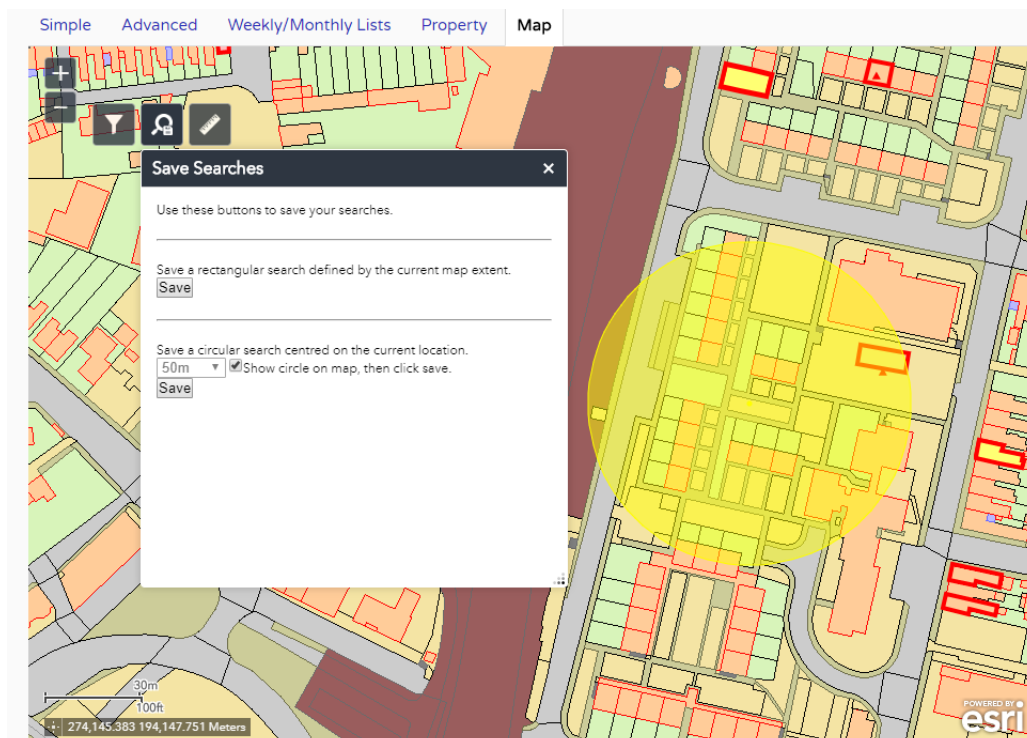 Simple Advanced Weekly/Monthly Lists Property Map
+
−
Save Searches ×
Use these buttons to save your searches.
Save a rectangular search defined by the current map extent.
Save
Save a circular search centred on the current location.
50m ▼ Show circle on map, then click save.
Save
30m
100ft
274,145.383 194,147.751 Meters
POWERED BY
esri